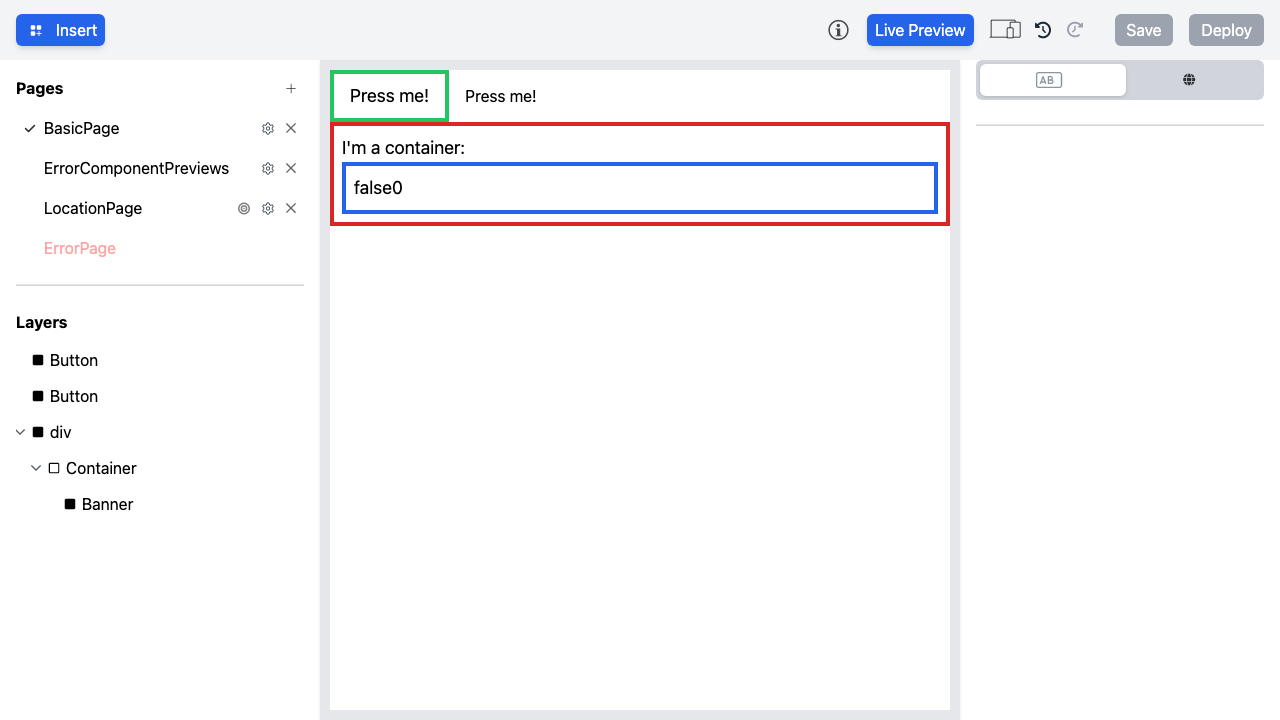 Insert
Live Preview
Save
Deploy
Pages
BasicPage
ErrorComponentPreviews
LocationPage
ErrorPage
Layers
Button
Button
div
Container
Banner
Press me!
Press me!
I'm a container:
false0
AB